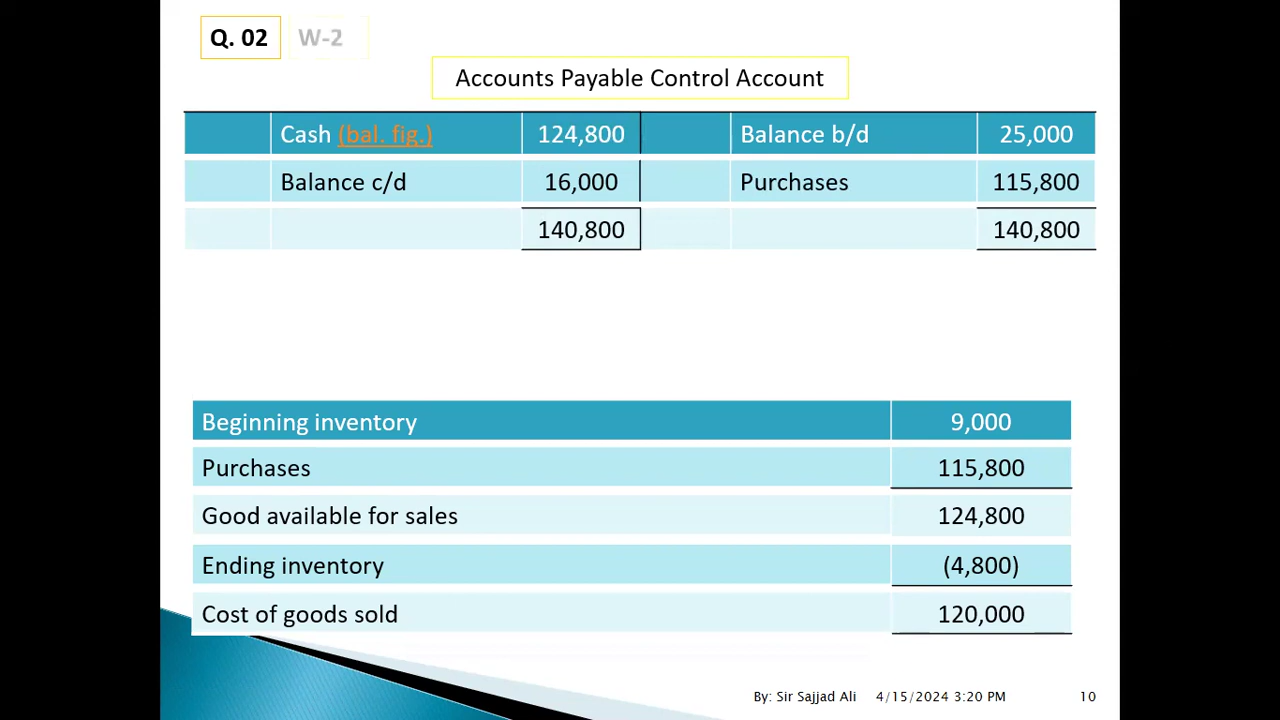 Q. 02 W-2
Accounts Payable Control Account
Cash (bal. fig.) 124,800 Balance b/d 25,000
Balance c/d 16,000 Purchases 115,800
140,800 140,800
Beginning inventory 9,000
Purchases 115,800
Good available for sales 124,800
Ending inventory (4,800)
Cost of goods sold 120,000
By: Sir Sajjad Ali 4/15/2024 3:20 PM 10